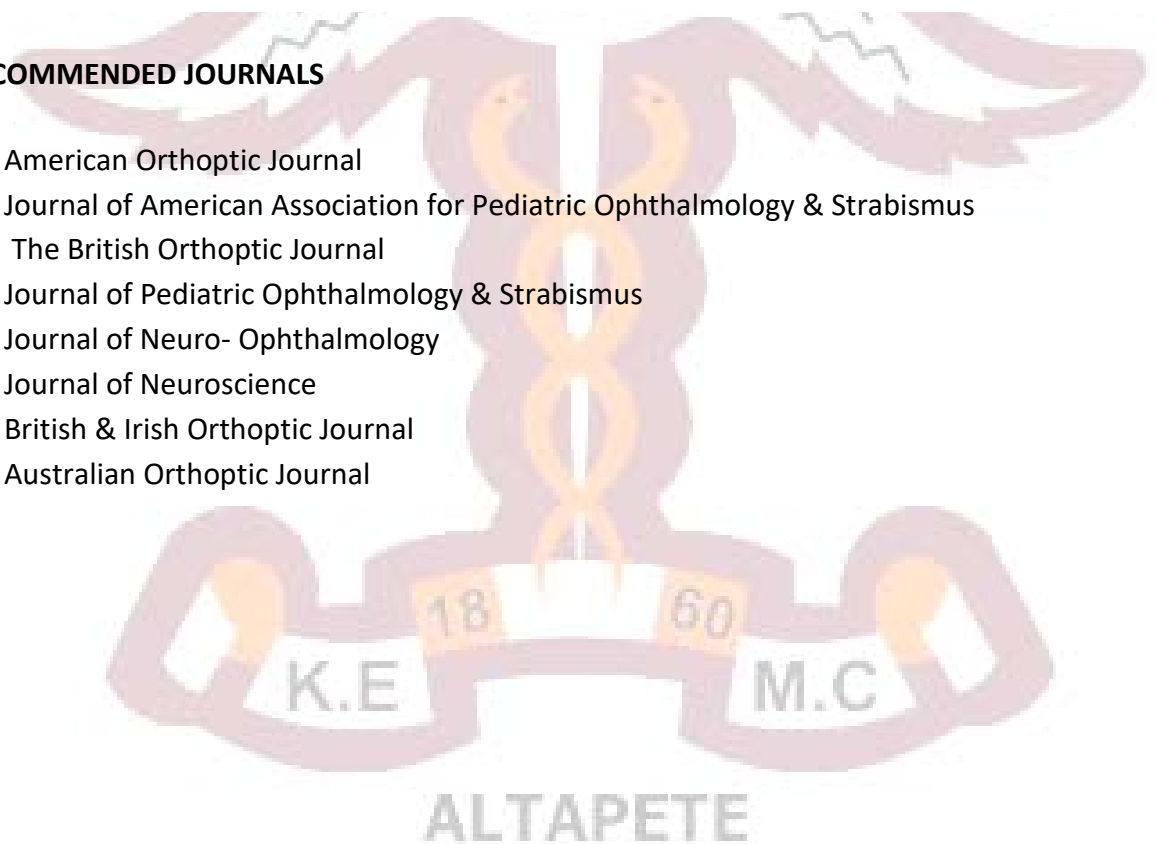 COMMENDED JOURNALS
American Orthoptic Journal
Journal of American Association for Pediatric Ophthalmology & Strabismus
The British Orthoptic Journal
Journal of Pediatric Ophthalmology & Strabismus
Journal of Neuro- Ophthalmology
Journal of Neuroscience
British & Irish Orthoptic Journal
Australian Orthoptic Journal
18 60
K.E M.C
ALTAPETE